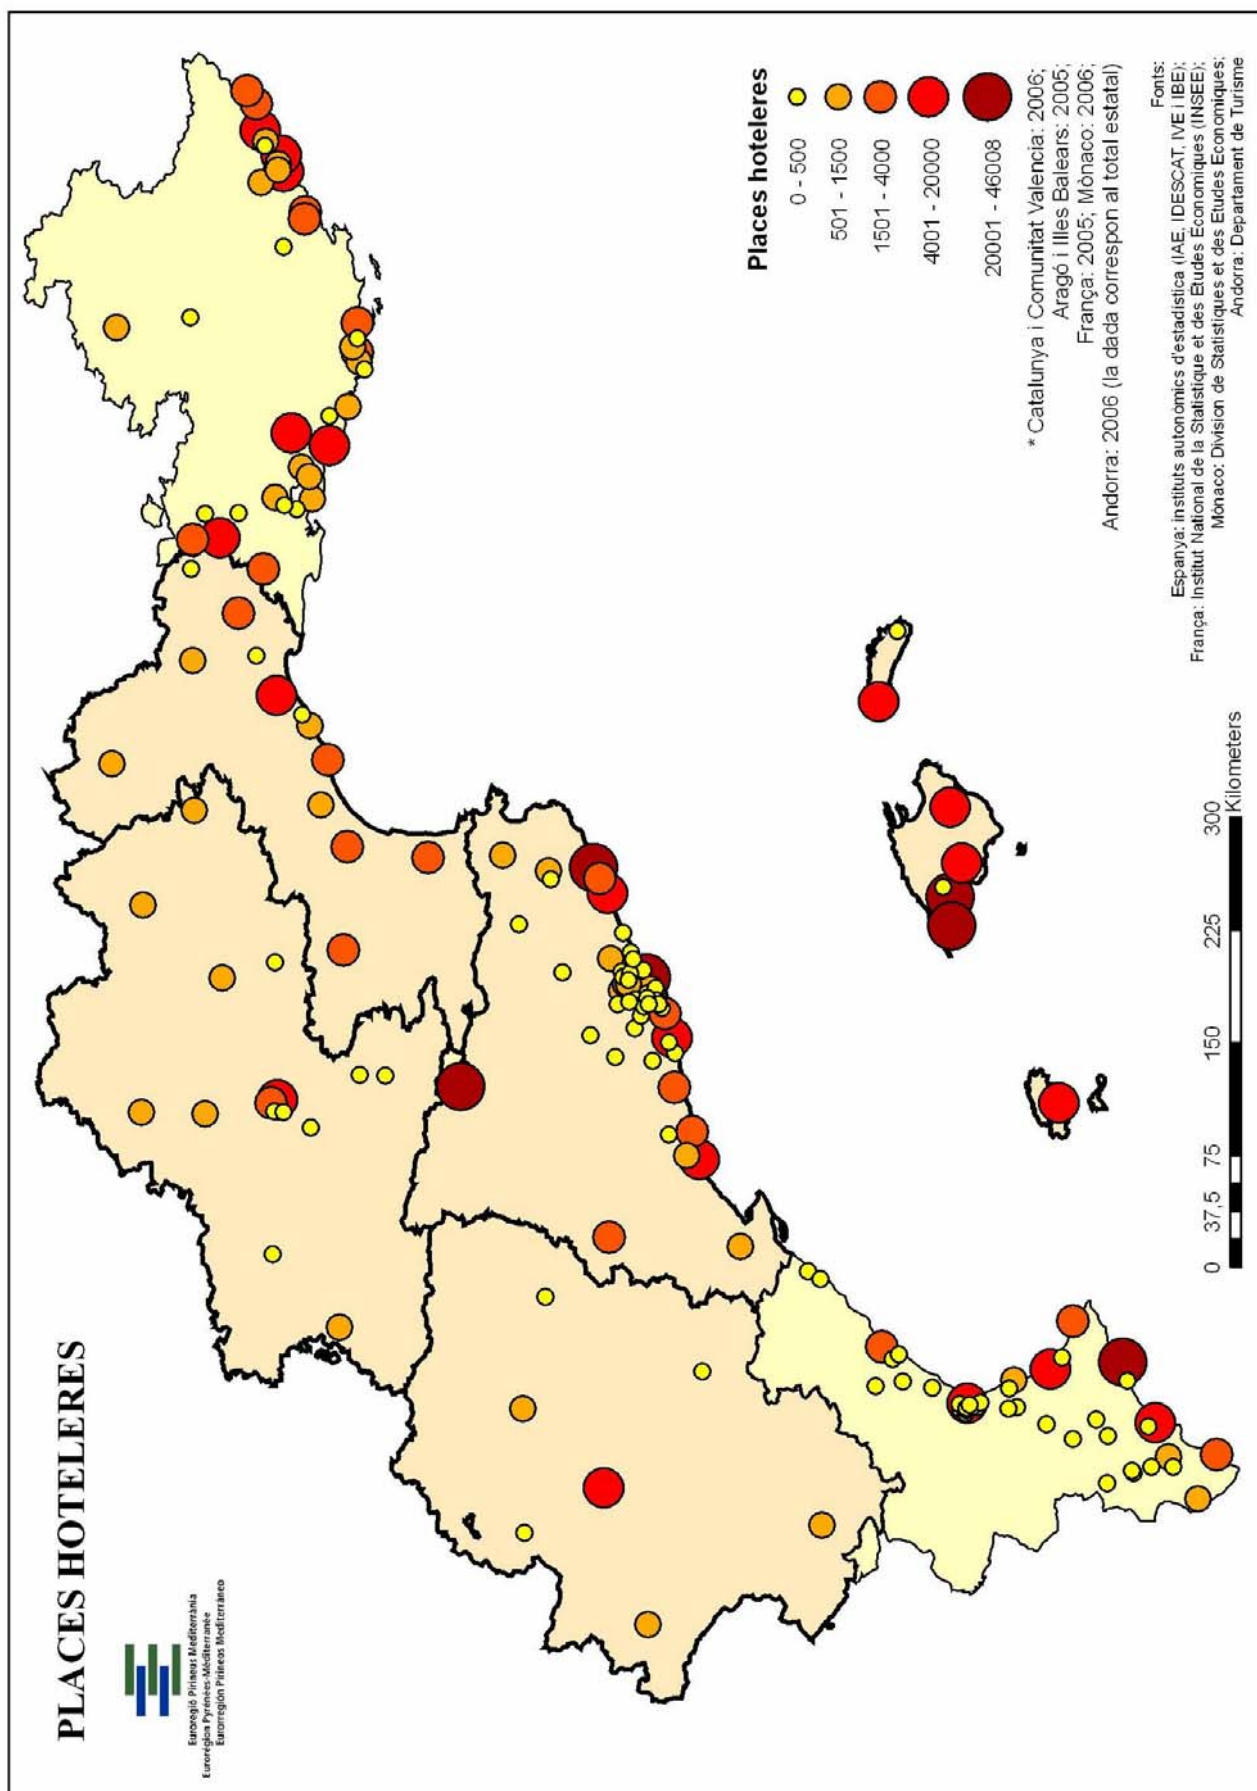 PLACES HOTELERES
Euroregió Pirineus Mediterrània
Eurorégion Pyrénées-Méditerranée
Eurorregión Pirineos Mediterráneo
Places hoteleres
0 - 500
501 - 1500
1501 - 4000
4001 - 20000
20001 - 46008
* Catalunya i Comunitat Valencia: 2006;
Aragó i Illes Balears: 2005;
França: 2005; Mònaco: 2006;
Andorra: 2006 (la dada correspon al total estatal)
Fonts:
Espanya: instituts autonòmics d'estadística (IAE, IDESCAT, IVE i IBE);
França: Institut National de la Statistique et des Etudes Économiques (INSEE);
Mònaco: Division de Statistiques et des Etudes Economiques;
Andorra: Departament de Turisme
0 37,5 75 150 225 300
Kilometers